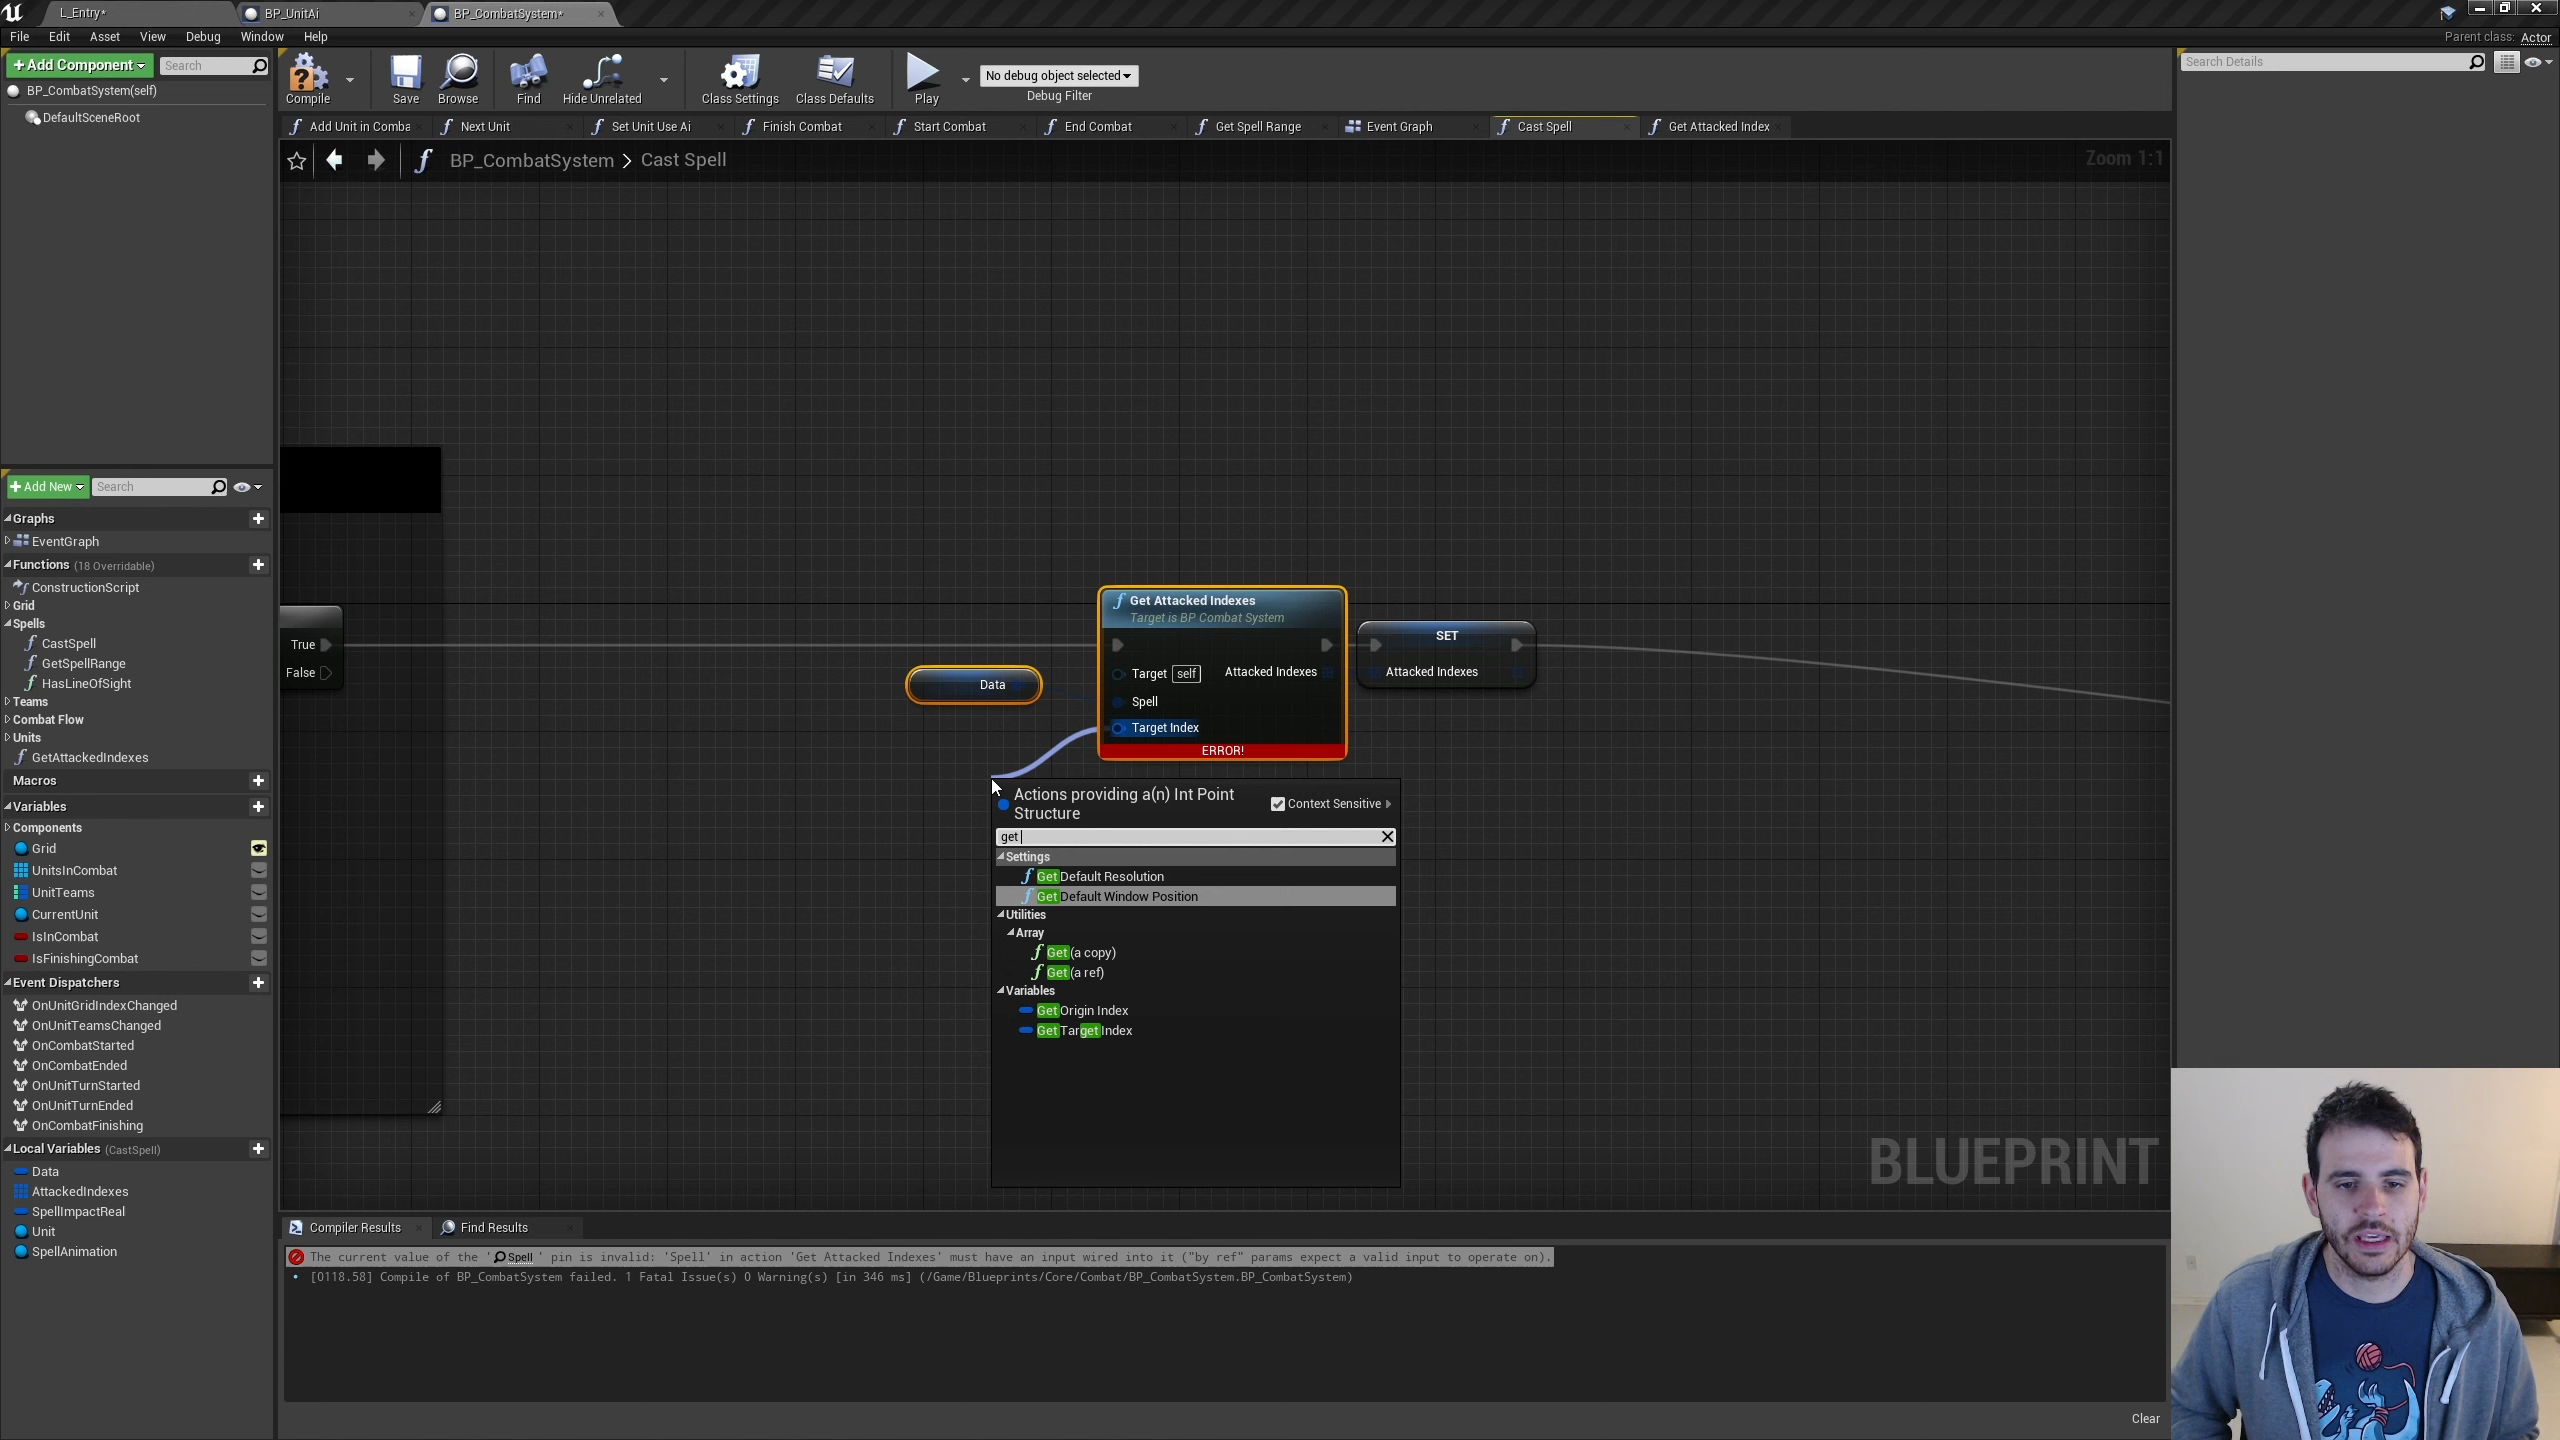 L_Entry*
BP_UnitAi
BP_CombatSystem*
File Edit Asset View Debug Window Help
Parent class: Actor
Add Component
Search
BP_CombatSystem(self)
DefaultSceneRoot
Compile
Save
Browse
Find
Hide Unrelated
Class Settings
Class Defaults
Play
No debug object selected
Debug Filter
Search Details
Add Unit in Comba
Next Unit
Set Unit Use Ai
Finish Combat
Start Combat
End Combat
Get Spell Range
Event Graph
Cast Spell
Get Attacked Index
BP_CombatSystem > Cast Spell
Zoom 1:1
Add New
Search
Graphs
EventGraph
Functions (18 Overridable)
ConstructionScript
Grid
Spells
CastSpell
GetSpellRange
HasLineOfSight
Teams
Combat Flow
Units
GetAttackedIndexes
Macros
Variables
Components
Grid
UnitsInCombat
UnitTeams
CurrentUnit
IsInCombat
IsFinishingCombat
Event Dispatchers
OnUnitGridIndexChanged
OnUnitTeamsChanged
OnCombatStarted
OnCombatEnded
OnUnitTurnStarted
OnUnitTurnEnded
OnCombatFinishing
Local Variables (CastSpell)
Data
AttackedIndexes
SpellImpactReal
Unit
SpellAnimation
True
False
Data
Get Attacked Indexes
Target is BP Combat System
Target self
Attacked Indexes
Spell
Target Index
ERROR!
SET
Attacked Indexes
Actions providing a(n) Int Point
Structure
Context Sensitive
get
Settings
Get Default Resolution
Get Default Window Position
Utilities
Array
Get (a copy)
Get (a ref)
Variables
Get Origin Index
Get Target Index
BLUEPRINT
Compiler Results
Find Results
The current value of the ' Spell ' pin is invalid: 'Spell' in action 'Get Attacked Indexes' must have an input wired into it ("by ref" params expect a valid input to operate on).
[0118.58] Compile of BP_CombatSystem failed. 1 Fatal Issue(s) 0 Warning(s) [in 346 ms] (/Game/Blueprints/Core/Combat/BP_CombatSystem.BP_CombatSystem)
Clear